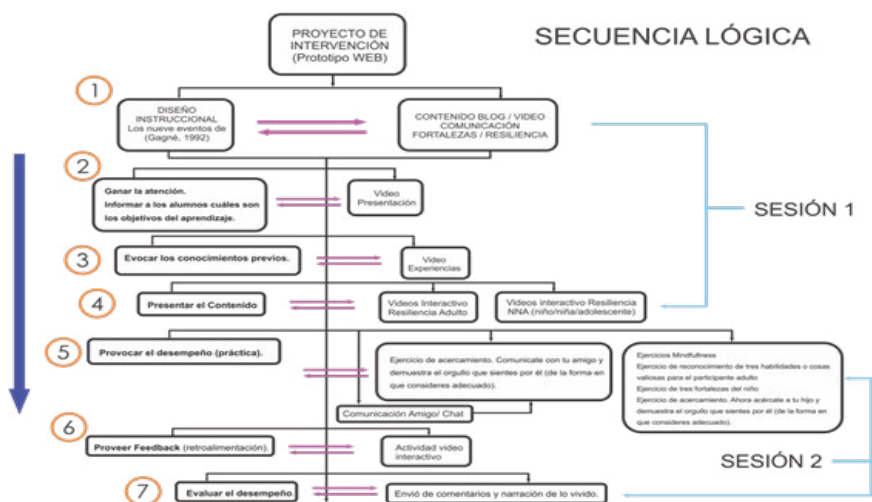 PROYECTO DE
INTERVENCIÓN
(Prototipo WEB)
SECUENCIA LÓGICA
1
DISEÑO
INSTRUCCIONAL
Los nueve eventos de
(Gagné, 1992)
CONTENIDO BLOG / VIDEO
COMUNICACIÓN
FORTALEZAS / RESILIENCIA
2
Ganar la atención.
Informar a los alumnos cuáles son
los objetivos del aprendizaje.
Video
Presentación
SESIÓN 1
3
Evocar los conocimientos previos.
Video
Experiencias
4
Presentar el Contenido
Videos Interactivo
Resiliencia Adulto
Videos interactivo Resiliencia
NNA (niño/niña/adolescente)
5
Provocar el desempeño (práctica).
Ejercicio de acercamiento. Comunicate con tu amigo y
demuestra el orgullo que sientes por él (de la forma en
que consideres adecuado).
Ejercicios Mindfullness
Ejercicio de reconocimiento de tres habilidades o cosas
valiosas para el participante adulto
Ejercicio de tres fortalezas del niño
Ejercicio de acercamiento. Ahora acércate a tu hijo y
demuestra el orgullo que sientes por él (de la forma en
que consideres adecuado).
Comunicación Amigo/ Chat
6
Proveer Feedback (retroalimentación).
Actividad video
interactivo
SESIÓN 2
7
Evaluar el desempeño
Envió de comentarios y narración de lo vivido.